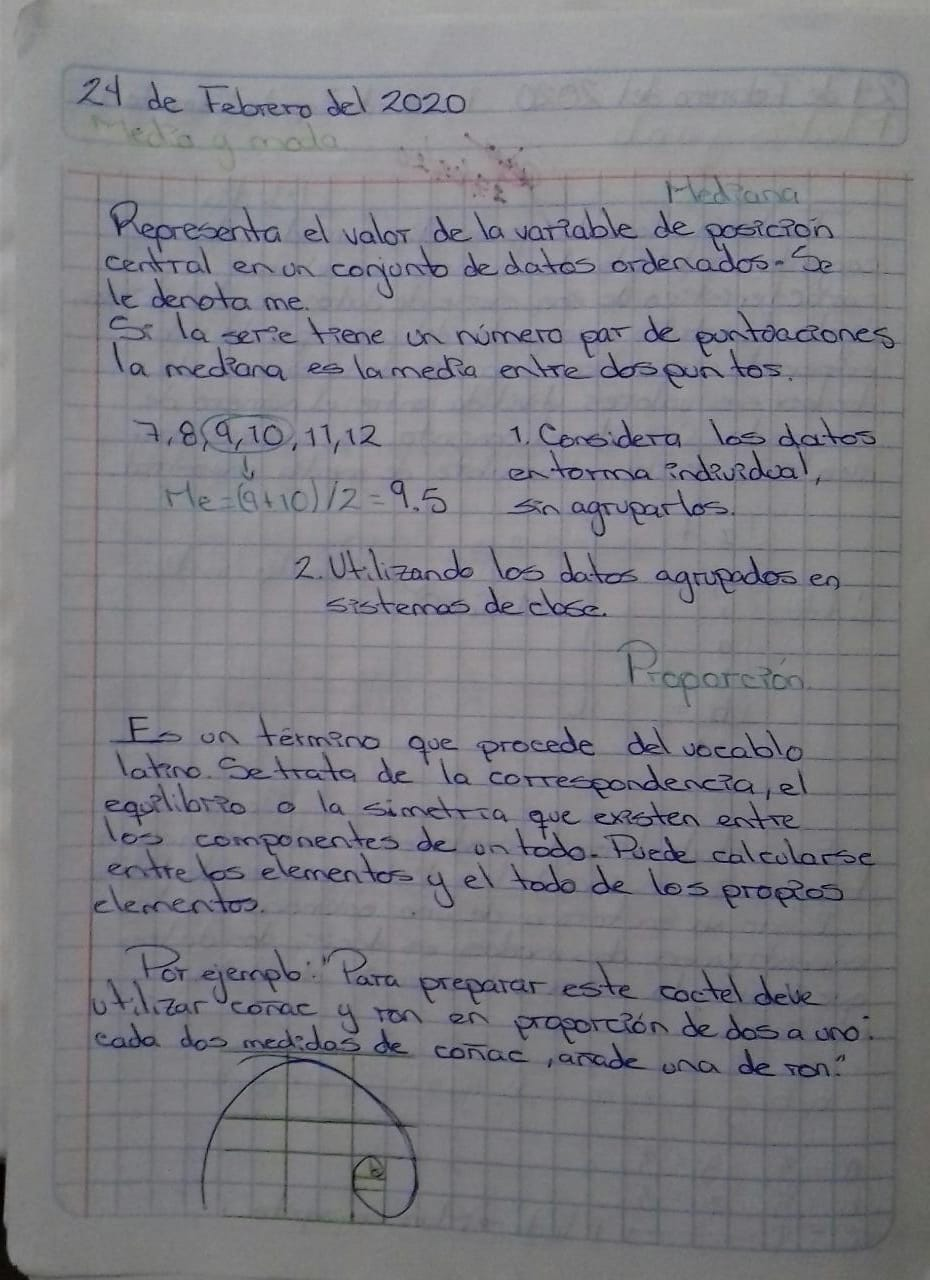 24 de Febrero del 2020
Media y mala
Mediana
Representa el valor de la variable de posición
central en un conjunto de datos ordenados. Se
le denota me.
Si la serie tiene un número par de puntuaciones
la mediana es la media entre dos puntos.
7, 8, 9, 10, 11, 12
Me = (9+10)/2 = 9.5
1. Considera los datos
en forma individual,
sin agruparlos.
2. Utilizando los datos agrupados en
sistemas de clase.
Proporción
Es un término que procede del vocablo
latino. Se trata de la correspondencia, el
equilibrio o la simetría que existen entre
los componentes de un todo. Puede calcularse
entre los elementos y el todo de los propios
elementos.
Por ejemplo: "Para preparar este coctel deve
utilizar coñac y ron en proporción de dos a uno:
cada dos medidas de coñac, añade una de ron."